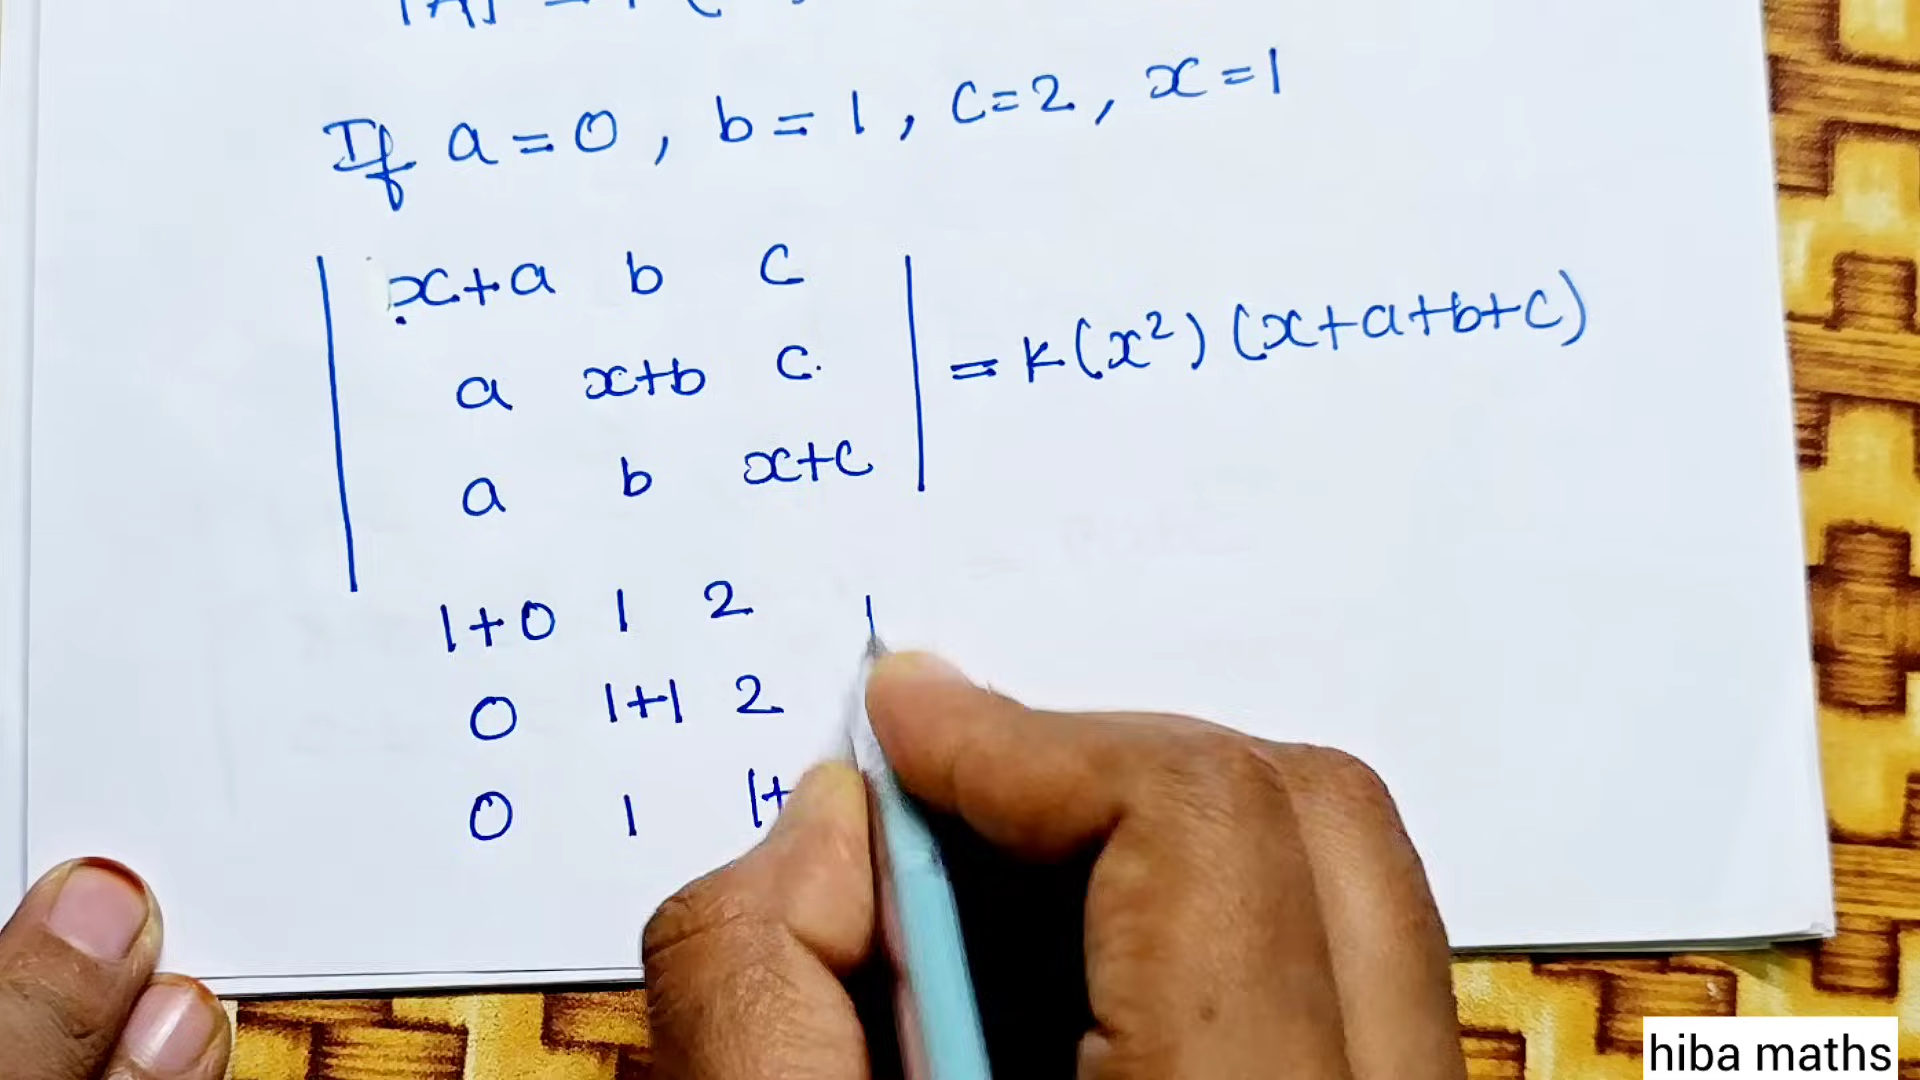 If a=0, b=1, c=2, x=1
x+a b c
a x+b c = k(x²) (x+a+b+c)
a b x+c
1+0 1 2
0 1+1 2
0 1 1+
hiba maths